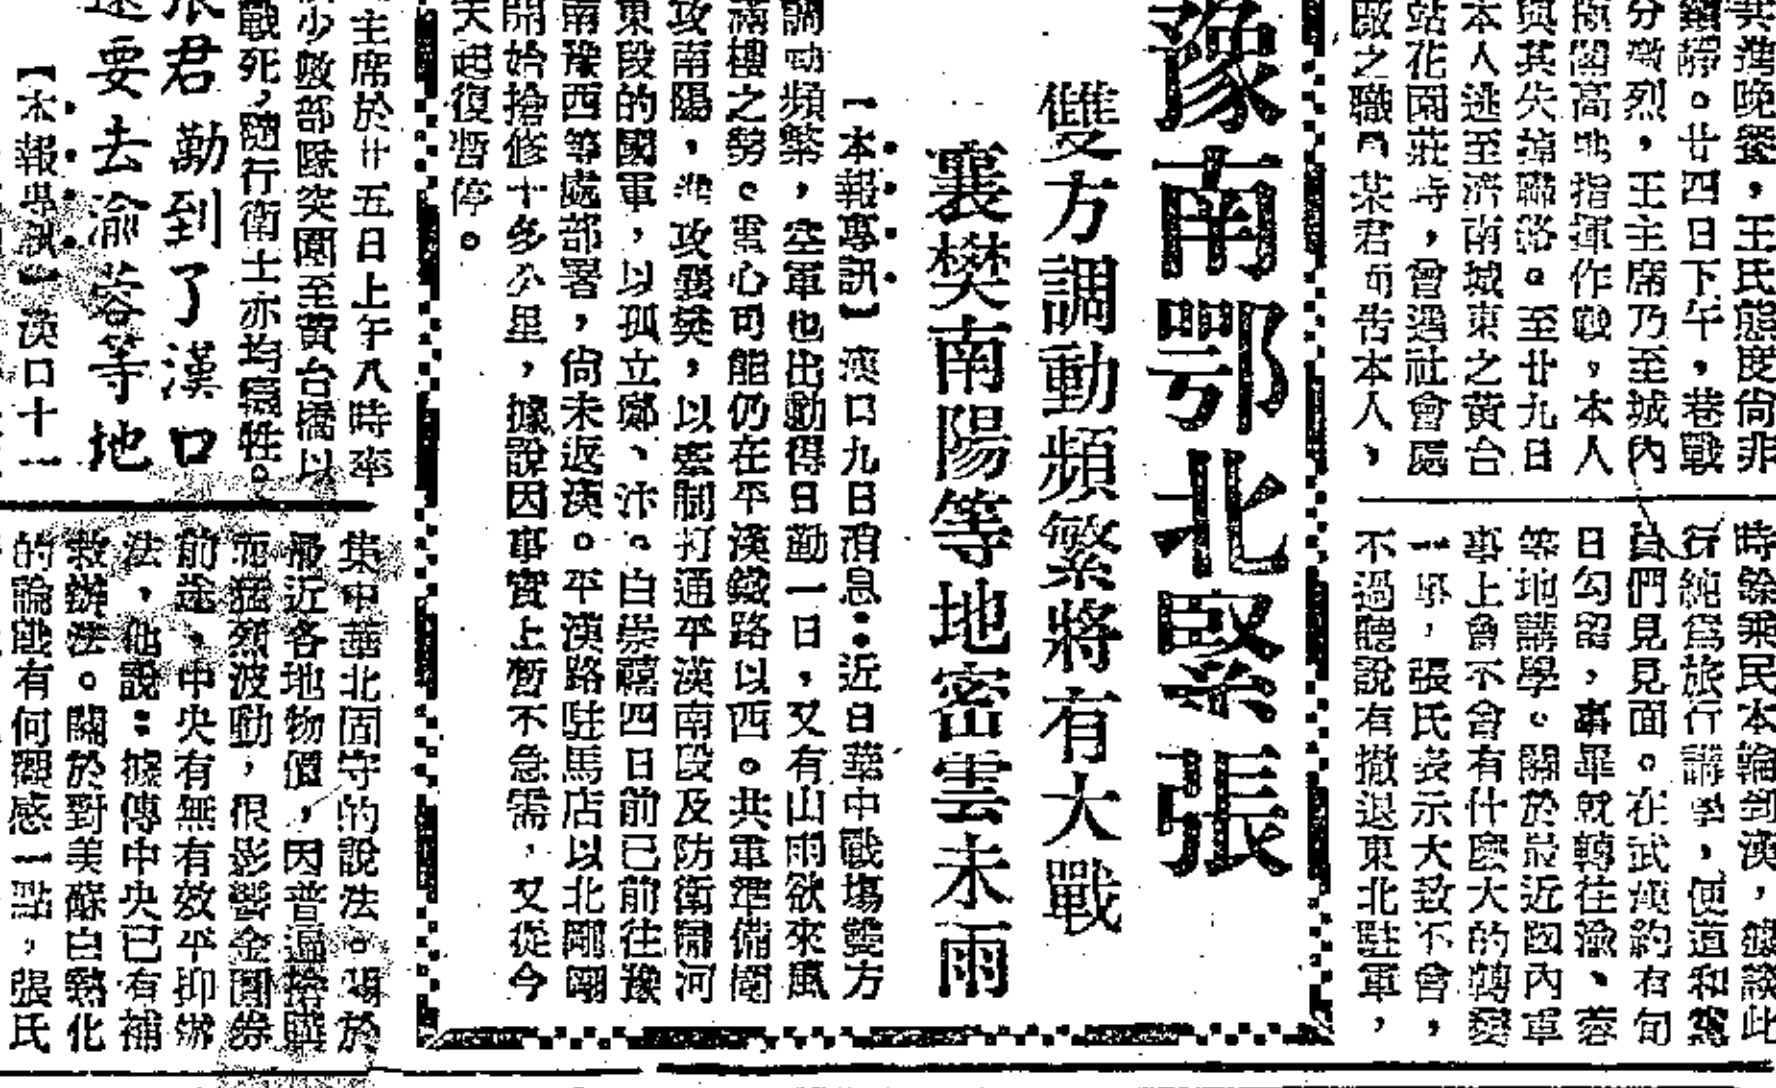 共進晚餐，王氏態度尙非
鎭靜。廿四日下午，巷戰
分激烈，王主席乃至城內
高地指揮作戰，本人
與其失掉聯絡。至廿九日
本人逃至濟南城東之黃台
站花園莊時，曾遇社會處
之職員某君面告本人，
豫南鄂北緊張
雙方調動頻繁將有大戰
襄樊南陽等地密雲未雨
【本報專訊】漢口九日消息：近日華中戰場雙方
調動頻繁，空軍也出動得日勤一日，又有山雨欲來風
滿樓之勢。重心可能仍在平漢鐵路以西。共軍準備圍
攻南陽，進攻襄樊，以牽制打通平漢南段及防衛開河
東段的國軍，以孤立鄭、汴。白崇禧四日前已前往豫
南豫西等處部署，尙未返漢。平漢路駐馬店以北剛剛
開始搶修十多公里，據說因事實上暫不急需，又從今
天起復暫停。
主席於廿五日上午八時率
少數部隊突圍至黃台橋以
戰死，隨行衛士亦均犧牲。
張君勱到了漢口
還要去渝蓉等地
【本報專訊】漢口十一
時餘乘民本輪到漢，據談此
行純爲旅行講學，便道和黨
員們見見面。在武漢約有旬
日勾留，事畢就轉往渝、蓉
等地講學。關於最近國內軍
事上會不會有什麼大的轉變
一點，張氏表示大致不會，
不過聽說有撤退東北駐軍，
集中華北固守的說法。關於
最近各地物價，因普遍搶購
而猛烈波動，很影響金圓券
前途，中央有無有效平抑辦
法，他說：據傳中央已有補
救辦法。關於對美蘇白熱化
的論戰有何觀感一點，張氏